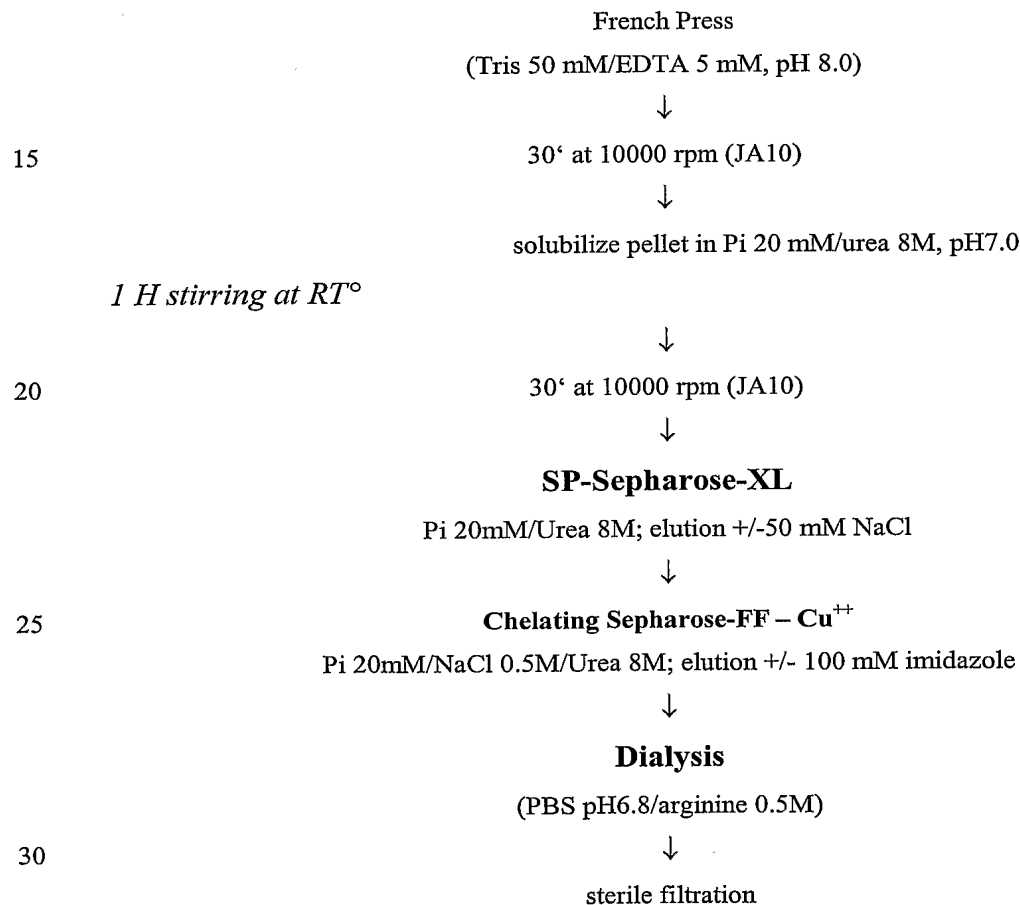 French Press
(Tris 50 mM/EDTA 5 mM, pH 8.0)
↓
15 30‘ at 10000 rpm (JA10)
↓
solubilize pellet in Pi 20 mM/urea 8M, pH7.0
1 H stirring at RT°
↓
20 30‘ at 10000 rpm (JA10)
↓
SP-Sepharose-XL
Pi 20mM/Urea 8M; elution +/-50 mM NaCl
↓
25 Chelating Sepharose-FF – Cu⁺⁺
Pi 20mM/NaCl 0.5M/Urea 8M; elution +/- 100 mM imidazole
↓
Dialysis
(PBS pH6.8/arginine 0.5M)
↓
30
sterile filtration